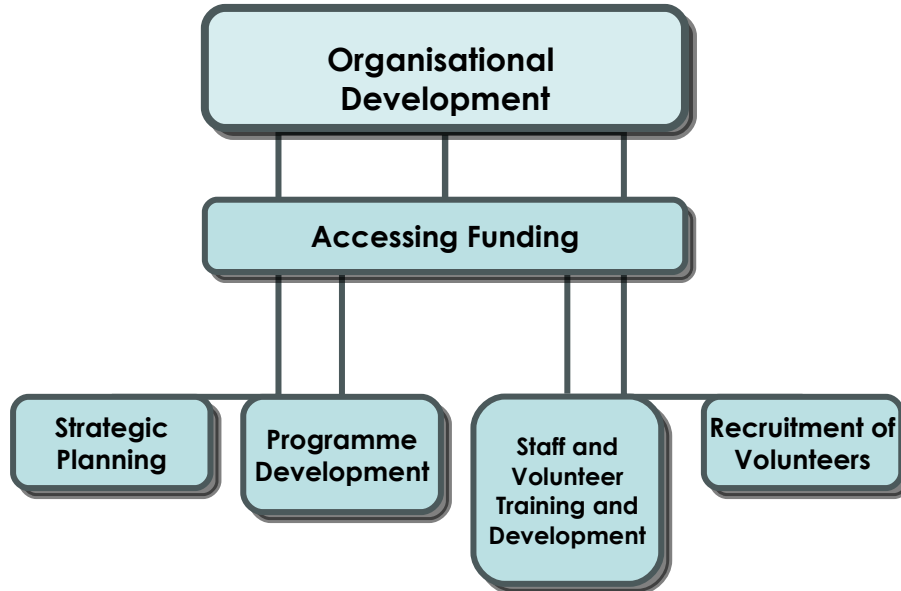 Organisational
Development
Accessing Funding
Strategic
Planning
Programme
Development
Staff and
Volunteer
Training and
Development
Recruitment of
Volunteers